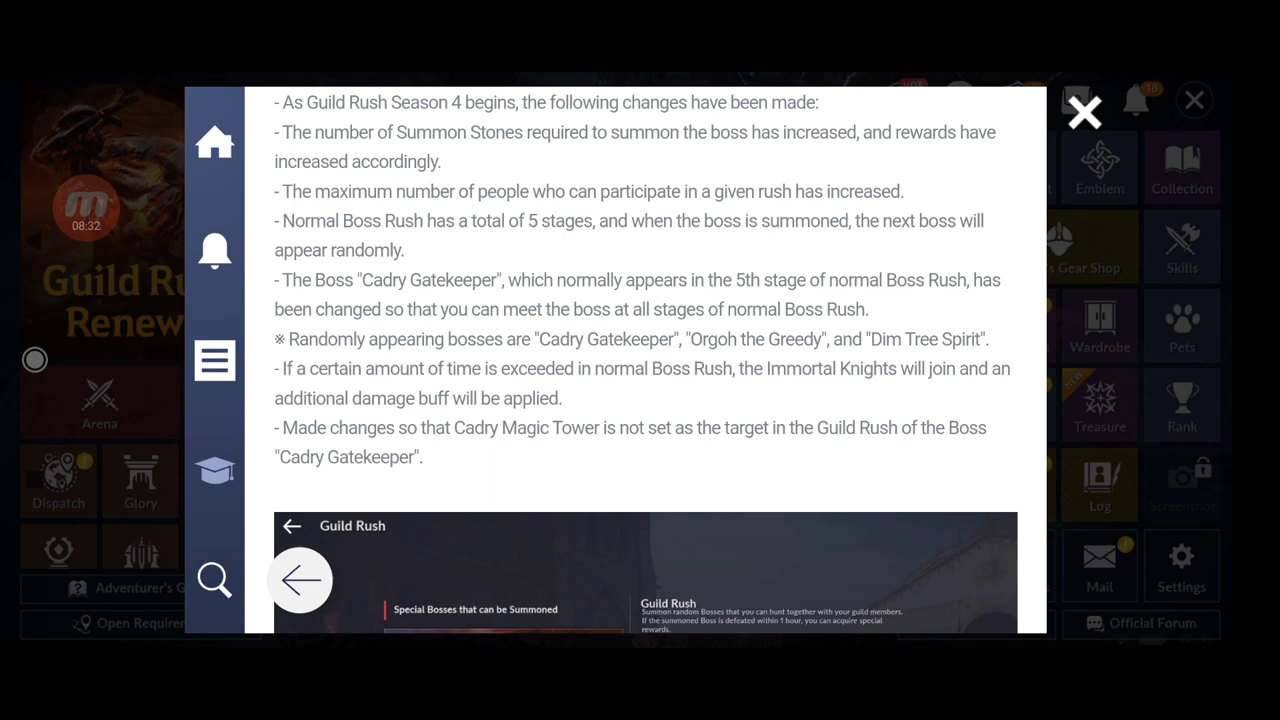 HOT
- As Guild Rush Season 4 begins, the following changes have been made:
18
- The number of Summon Stones required to summon the boss has increased, and rewards have
increased accordingly.
Emblem
Collection
- The maximum number of people who can participate in a given rush has increased.
08:32
- Normal Boss Rush has a total of 5 stages, and when the boss is summoned, the next boss will
appear randomly.
s Gear Shop
Skills
Guild Ru
Renew
- The Boss "Cadry Gatekeeper", which normally appears in the 5th stage of normal Boss Rush, has
been changed so that you can meet the boss at all stages of normal Boss Rush.
※ Randomly appearing bosses are "Cadry Gatekeeper", "Orgoh the Greedy", and "Dim Tree Spirit".
Wardrobe
Pets
- If a certain amount of time is exceeded in normal Boss Rush, the Immortal Knights will join and an
additional damage buff will be applied.
NEW
Arena
Treasure
Rank
- Made changes so that Cadry Magic Tower is not set as the target in the Guild Rush of the Boss
"Cadry Gatekeeper".
Dispatch
Glory
Log
Screenshot
Guild Rush
Adventurer's G
Mail
Settings
Special Bosses that can be Summoned
Guild Rush
Summon random Bosses that you can hunt together with your guild members.
If the summoned Boss is defeated within 1 hour, you can acquire special
rewards.
Open Requirer
Official Forum